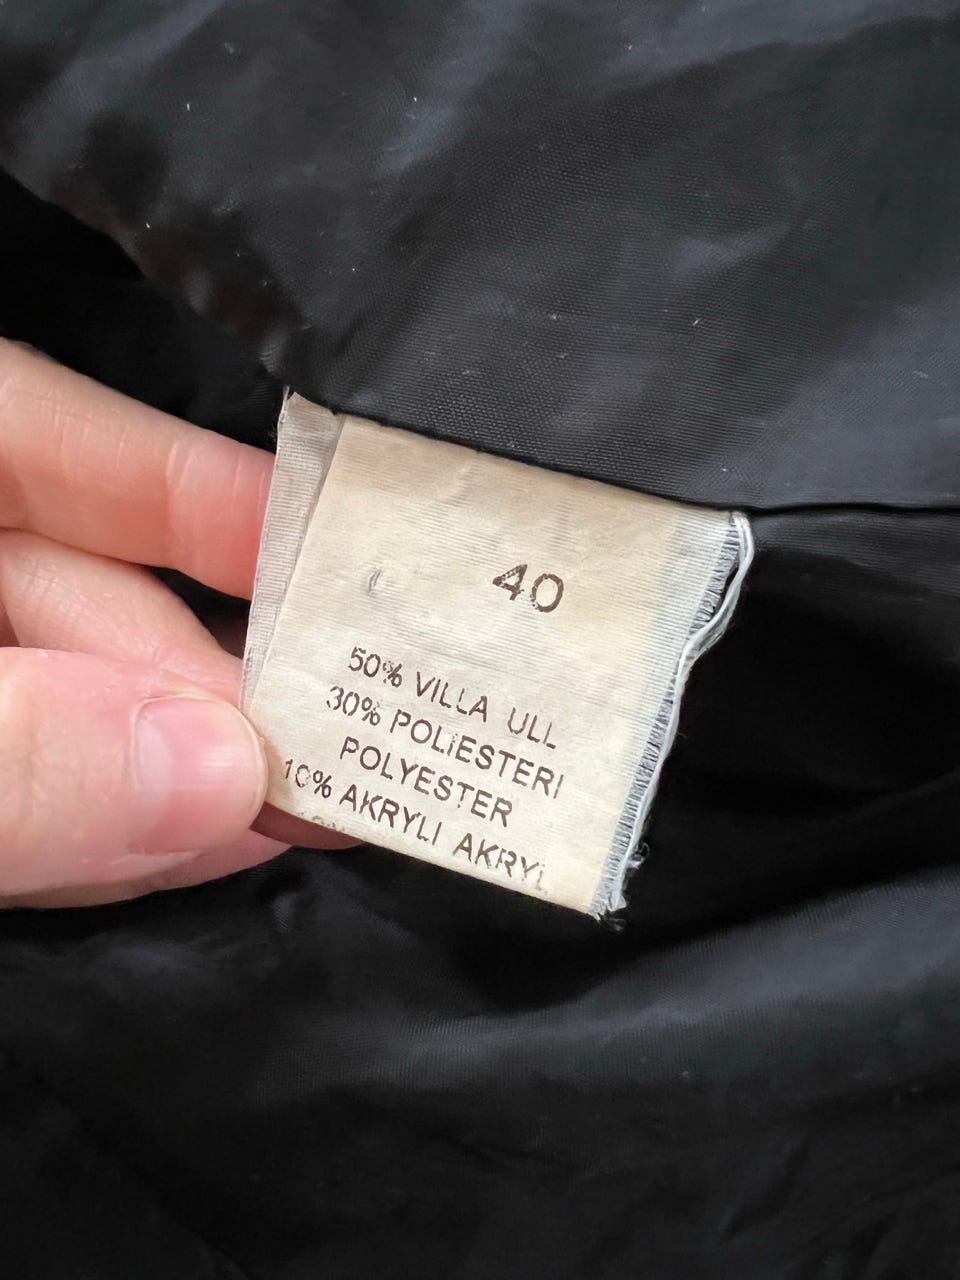 40
50% VILLA ULL
30% POLIESTERI
POLYESTER
10% AKRYLI AKRYL